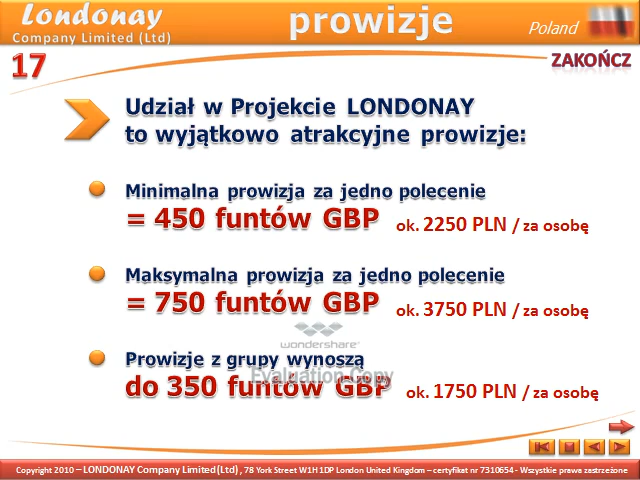 Londonay
Company Limited (Ltd)
prowizje
Poland
17
ZAKOŃCZ
Udział w Projekcie LONDONAY
to wyjątkowo atrakcyjne prowizje:
Minimalna prowizja za jedno polecenie
= 450 funtów GBP ok. 2250 PLN / za osobę
Maksymalna prowizja za jedno polecenie
= 750 funtów GBP ok. 3750 PLN / za osobę
wondershare
Prowizje z grupy wynoszą
Evaluation Copy
do 350 funtów GBP ok. 1750 PLN / za osobę
Copyright 2010 – LONDONAY Company Limited (Ltd) , 78 York Street W1H 1DP London United Kingdom – certyfikat nr 7310654 - Wszystkie prawa zastrzeżone